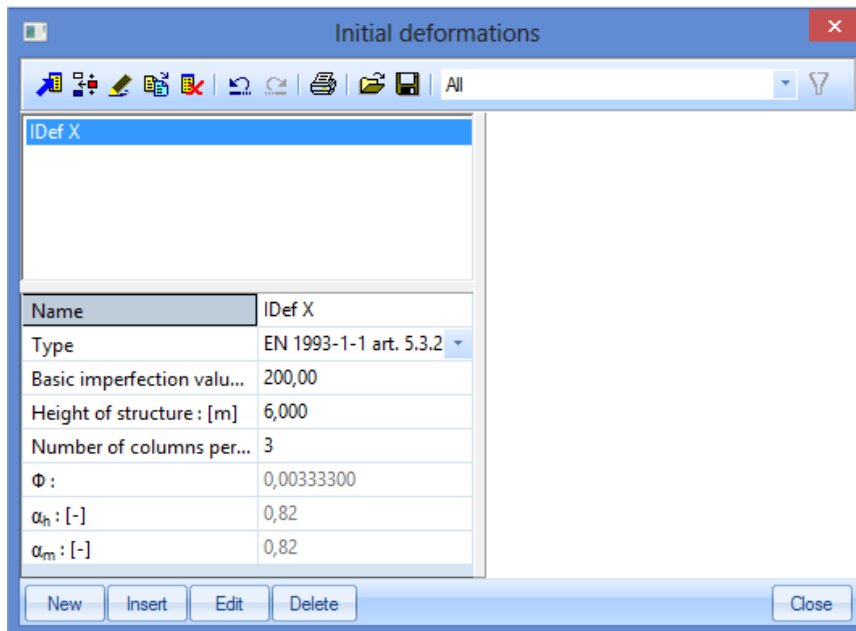 Initial deformations
All
IDef X
Name IDef X
Type EN 1993-1-1 art. 5.3.2
Basic imperfection valu... 200,00
Height of structure : [m] 6,000
Number of columns per... 3
Φ : 0,00333300
αh : [-] 0,82
αm : [-] 0,82
New Insert Edit Delete Close